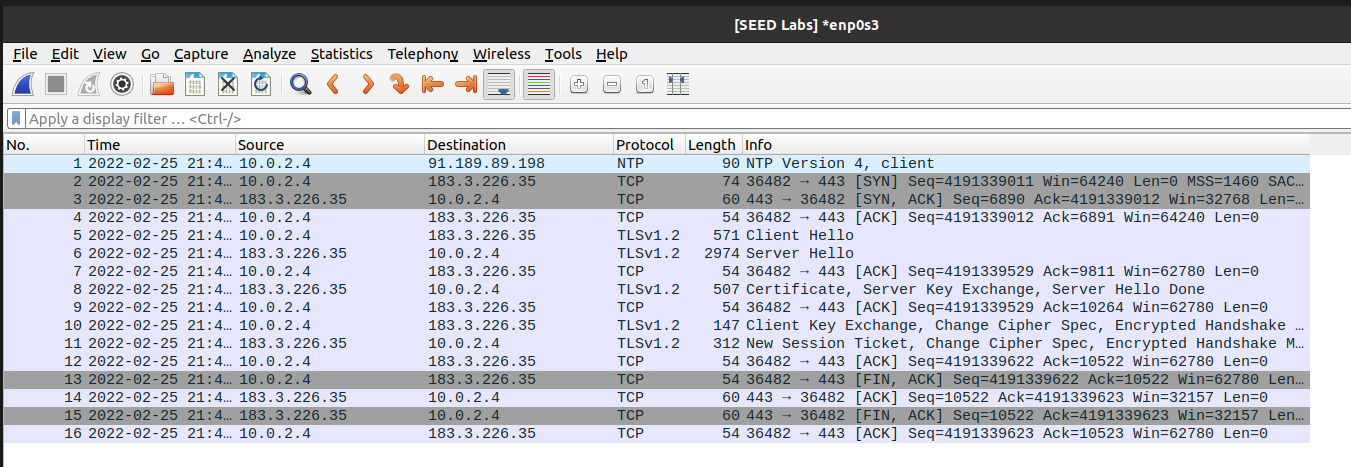 [SEED Labs] *enp0s3
File Edit View Go Capture Analyze Statistics Telephony Wireless Tools Help
Apply a display filter … <Ctrl-/>
No. Time Source Destination Protocol Length Info
1 2022-02-25 21:4… 10.0.2.4 91.189.89.198 NTP 90 NTP Version 4, client
2 2022-02-25 21:4… 10.0.2.4 183.3.226.35 TCP 74 36482 → 443 [SYN] Seq=4191339011 Win=64240 Len=0 MSS=1460 SAC…
3 2022-02-25 21:4… 183.3.226.35 10.0.2.4 TCP 60 443 → 36482 [SYN, ACK] Seq=6890 Ack=4191339012 Win=32768 Len=…
4 2022-02-25 21:4… 10.0.2.4 183.3.226.35 TCP 54 36482 → 443 [ACK] Seq=4191339012 Ack=6891 Win=64240 Len=0
5 2022-02-25 21:4… 10.0.2.4 183.3.226.35 TLSv1.2 571 Client Hello
6 2022-02-25 21:4… 183.3.226.35 10.0.2.4 TLSv1.2 2974 Server Hello
7 2022-02-25 21:4… 10.0.2.4 183.3.226.35 TCP 54 36482 → 443 [ACK] Seq=4191339529 Ack=9811 Win=62780 Len=0
8 2022-02-25 21:4… 183.3.226.35 10.0.2.4 TLSv1.2 507 Certificate, Server Key Exchange, Server Hello Done
9 2022-02-25 21:4… 10.0.2.4 183.3.226.35 TCP 54 36482 → 443 [ACK] Seq=4191339529 Ack=10264 Win=62780 Len=0
10 2022-02-25 21:4… 10.0.2.4 183.3.226.35 TLSv1.2 147 Client Key Exchange, Change Cipher Spec, Encrypted Handshake …
11 2022-02-25 21:4… 183.3.226.35 10.0.2.4 TLSv1.2 312 New Session Ticket, Change Cipher Spec, Encrypted Handshake M…
12 2022-02-25 21:4… 10.0.2.4 183.3.226.35 TCP 54 36482 → 443 [ACK] Seq=4191339622 Ack=10522 Win=62780 Len=0
13 2022-02-25 21:4… 10.0.2.4 183.3.226.35 TCP 54 36482 → 443 [FIN, ACK] Seq=4191339622 Ack=10522 Win=62780 Len…
14 2022-02-25 21:4… 183.3.226.35 10.0.2.4 TCP 60 443 → 36482 [ACK] Seq=10522 Ack=4191339623 Win=32157 Len=0
15 2022-02-25 21:4… 183.3.226.35 10.0.2.4 TCP 60 443 → 36482 [FIN, ACK] Seq=10522 Ack=4191339623 Win=32157 Len…
16 2022-02-25 21:4… 10.0.2.4 183.3.226.35 TCP 54 36482 → 443 [ACK] Seq=4191339623 Ack=10523 Win=62780 Len=0